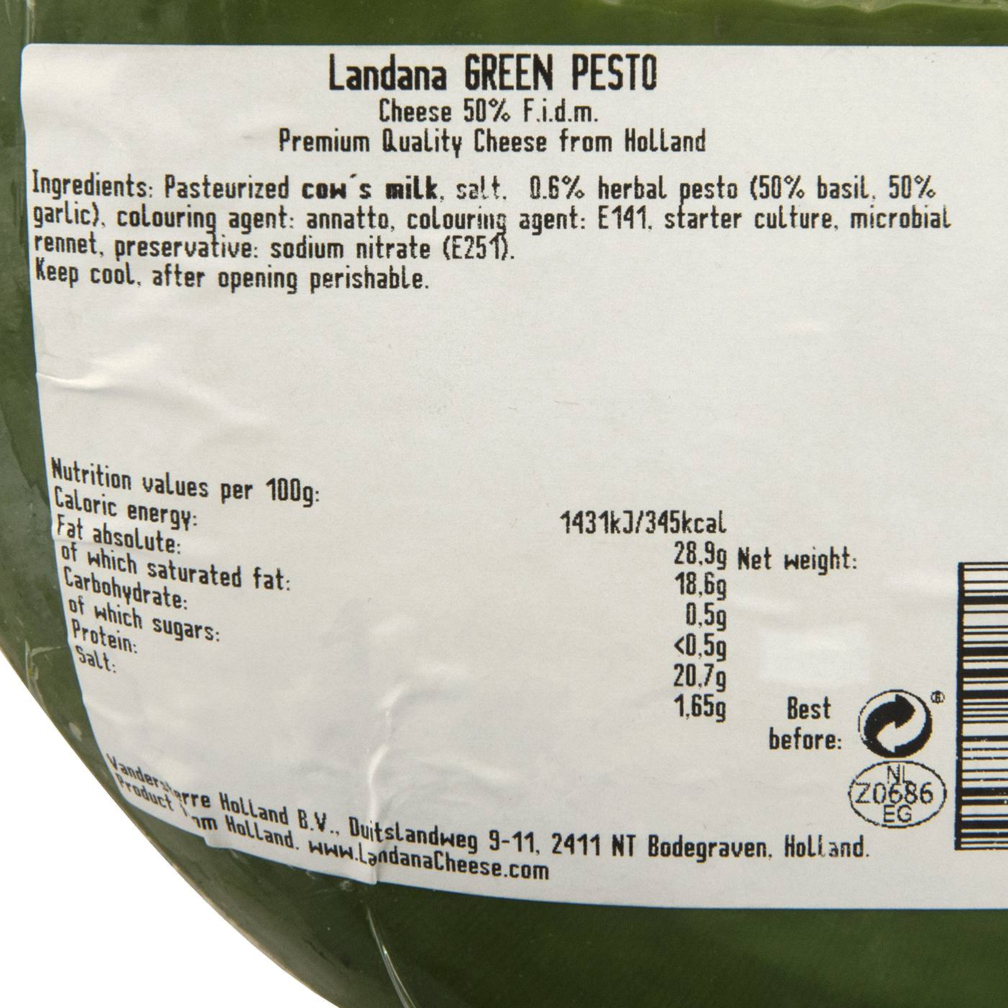 Landana GREEN PESTO
Cheese 50% F.i.d.m.
Premium Quality Cheese from Holland
Ingredients: Pasteurized cow´s milk, salt, 0.6% herbal pesto (50% basil, 50%
garlic), colouring agent: annatto, colouring agent: E141, starter culture, microbial
rennet, preservative: sodium nitrate (E251).
Keep cool, after opening perishable.
Nutrition values per 100g:
Caloric energy: 1431kJ/345kcal
Fat absolute: 28,9g
of which saturated fat: 18,6g
Carbohydrate: 0,5g
of which sugars: <0,5g
Protein: 20,7g
Salt: 1,65g
Net weight:
Best
before:
®
NL
Z0686
EG
Holland B.V., Duitslandweg 9-11, 2411 NT Bodegraven, Holland.
Product Holland. www.LandanaCheese.com